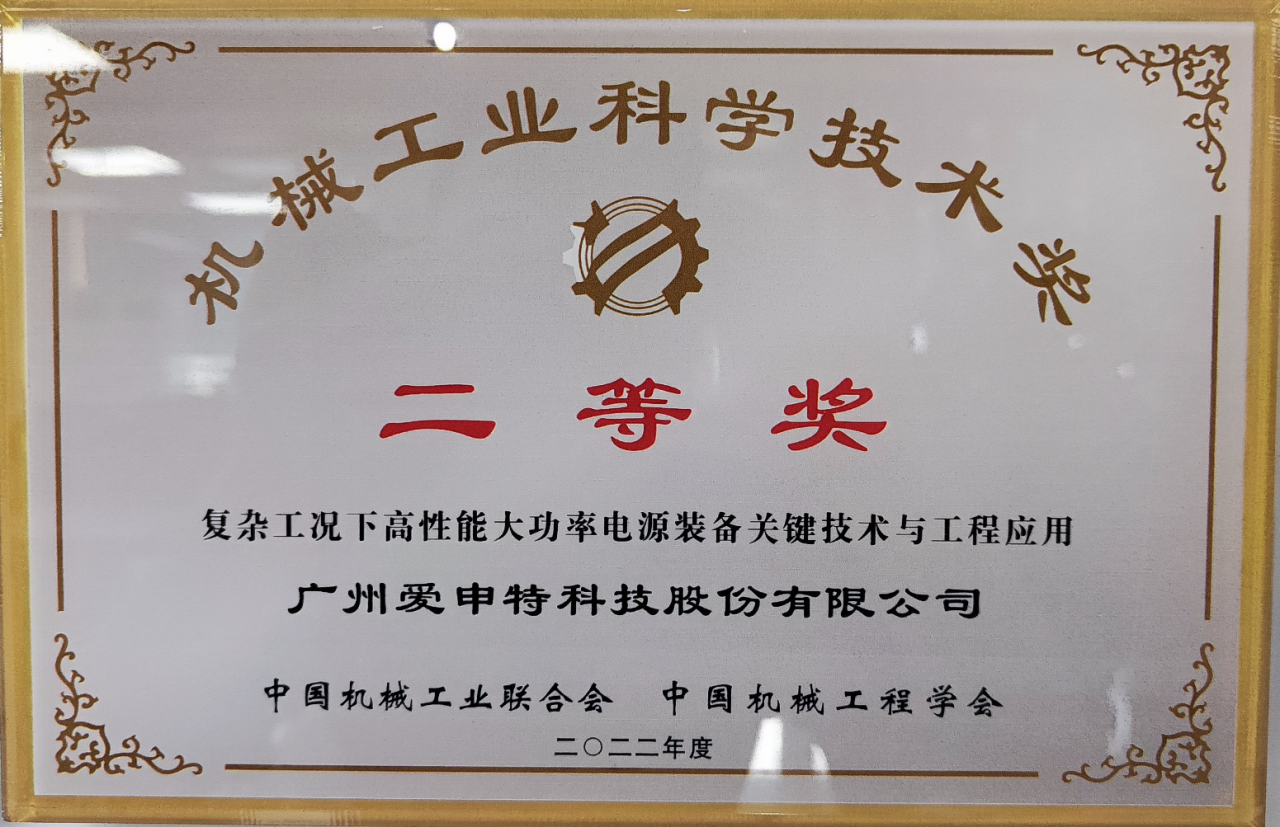 机械工业科学技术奖
二等奖
复杂工况下高性能大功率电源装备关键技术与工程应用
广州爱申特科技股份有限公司
中国机械工业联合会 中国机械工程学会
二〇二二年度